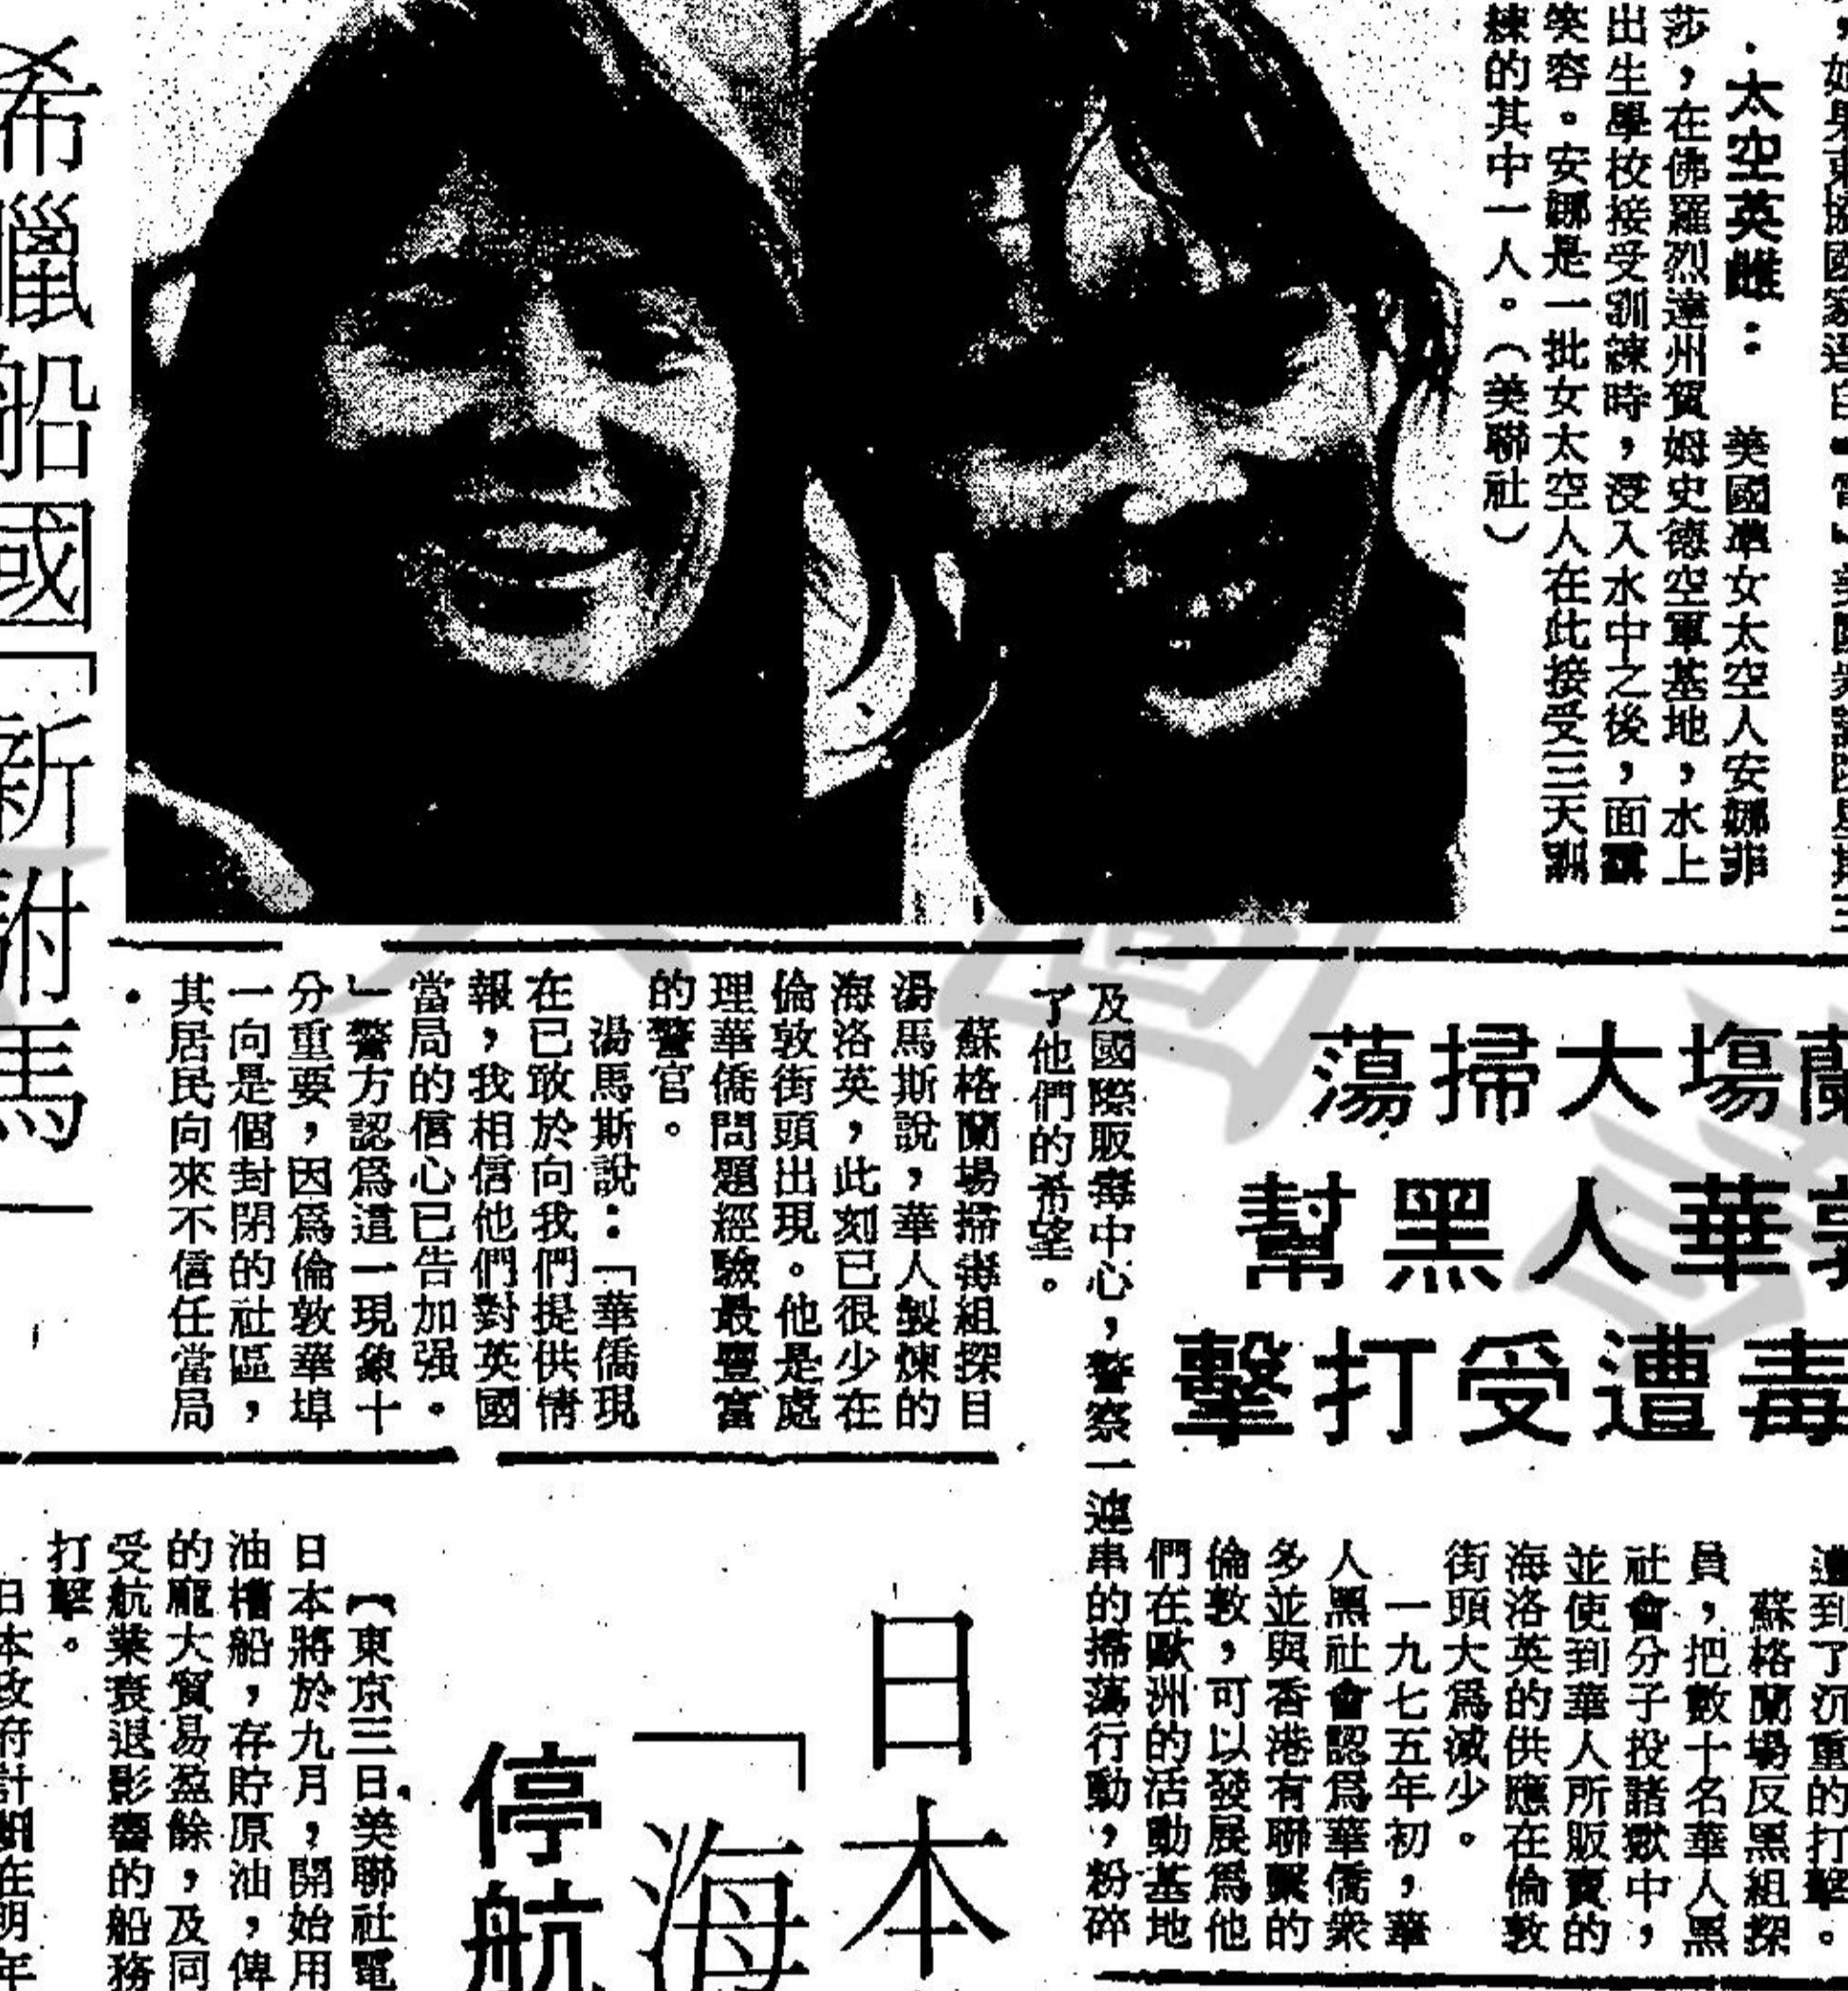 ・太空英雌：　美國準女太空人安娜菲
莎，在佛羅烈達州賀姆史德空軍基地，水上
出生學校接受訓練時，浸入水中之後，面露
笑容。安娜是一批女太空人在此接受三天訓
練的其中一人。（美聯社）
希臘船國「新駙馬」
蘭場大掃蕩
華人黑幫
毒遭受打擊
遭到了沉重的打擊。
蘇格蘭場反黑組探
員，把數十名華人黑
社會分子投諸獄中，
並使到華人所販賣的
海洛英的供應在倫敦
街頭大爲減少。
一九七五年初，華
人黑社會認爲華僑衆
多並與香港有聯繫的
倫敦，可以發展爲他
們在歐洲的活動基地
及國際販毒中心，警察一連串的掃蕩行動，粉碎
了他們的希望。
蘇格蘭場掃毒組探目
湯馬斯說，華人製煉的
海洛英，此刻已很少在
倫敦街頭出現。他是處
理華僑問題經驗最豐富
的警官。
湯馬斯說：「華僑現
在已敢於向我們提供情
報，我相信他們對英國
當局的信心已告加强。
」警方認爲這一現象十
分重要，因爲倫敦華埠
一向是個封閉的社區，
其居民向來不信任當局
。
日本
「海
停航
【東京三日美聯社電
日本將於九月，開始用
油槽船，存貯原油，俾
的龐大貿易盈餘，及同
受航業衰退影響的船務
打擊。
日本政府計劃在明年